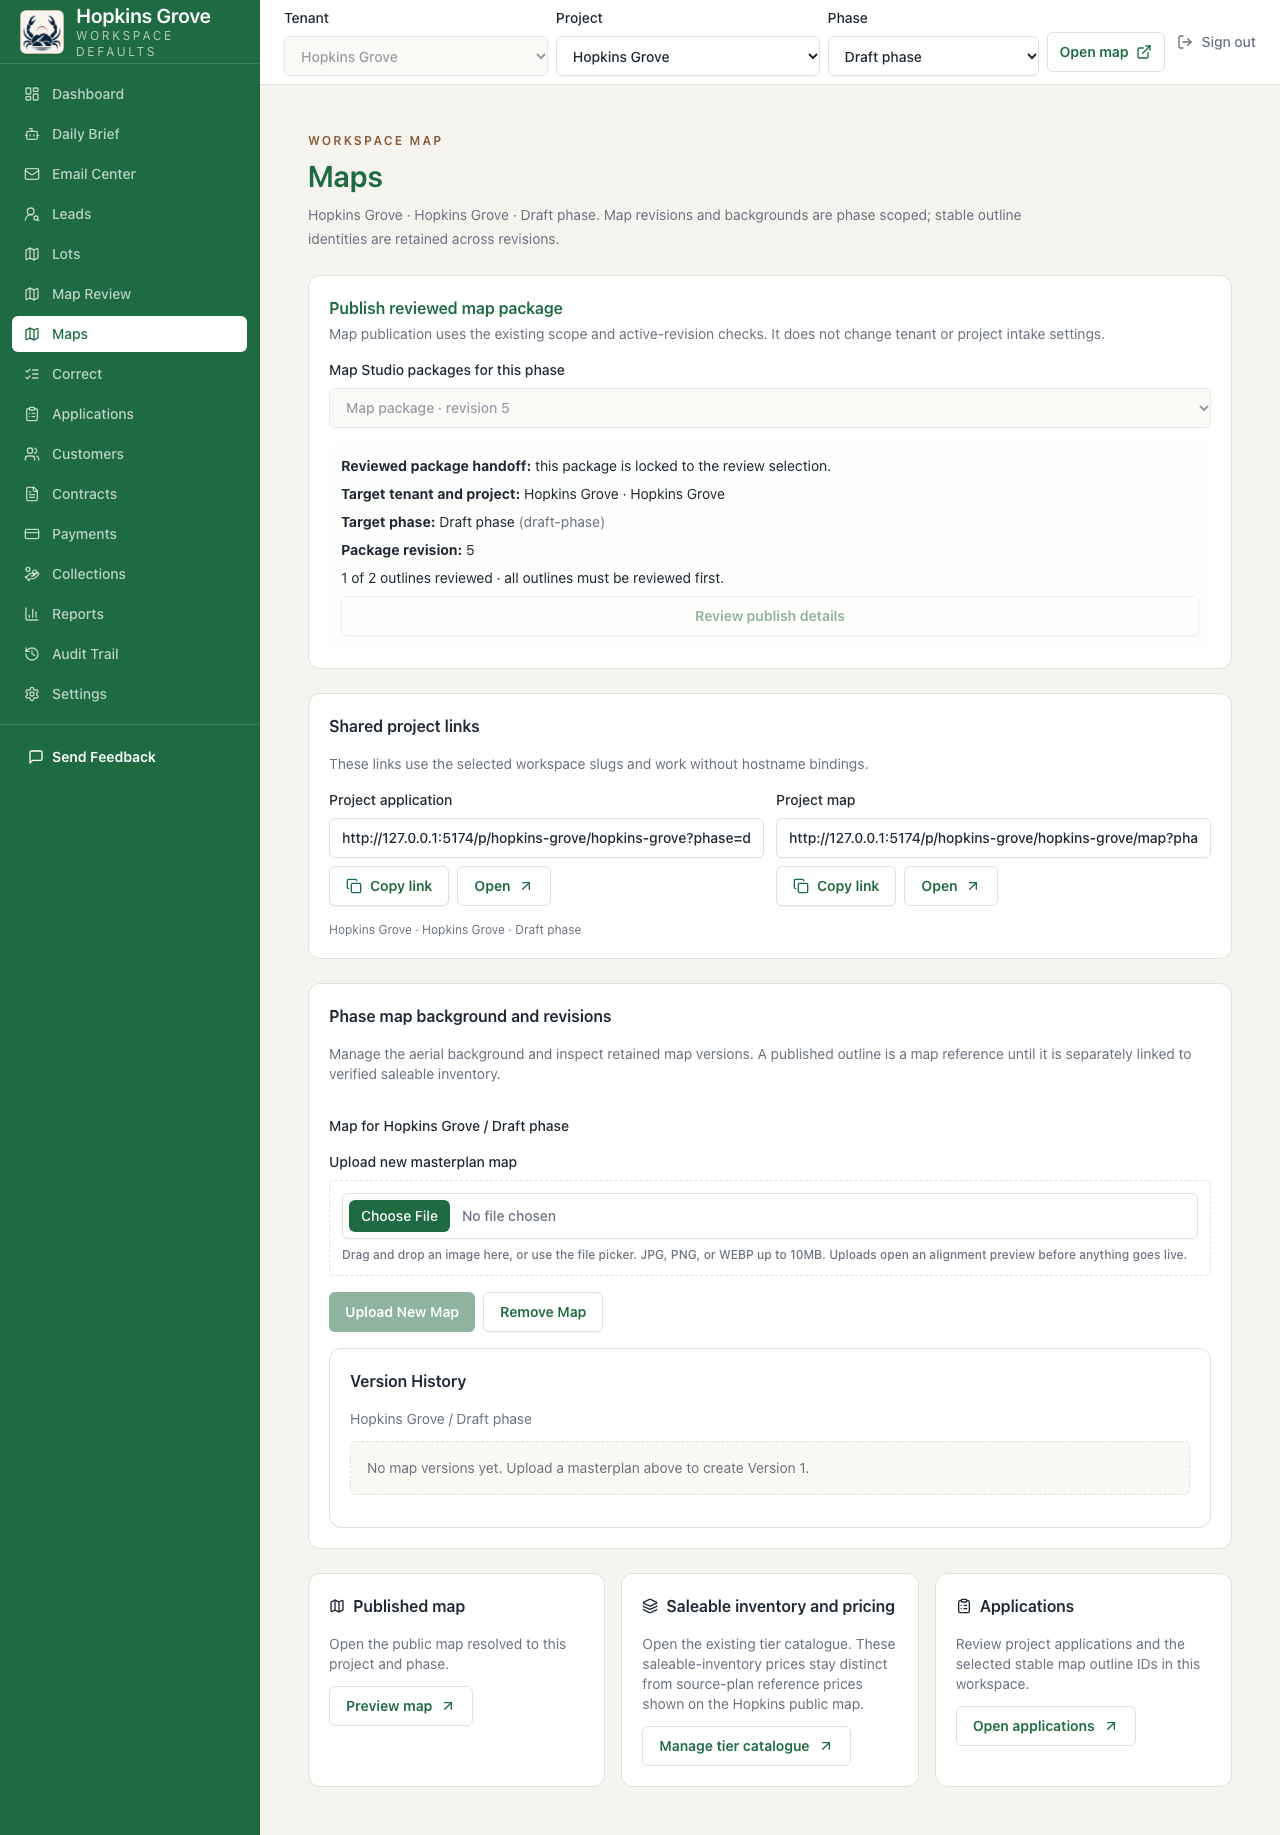 Hopkins Grove
WORKSPACE
DEFAULTS
Dashboard
Daily Brief
Email Center
Leads
Lots
Map Review
Maps
Correct
Applications
Customers
Contracts
Payments
Collections
Reports
Audit Trail
Settings
Send Feedback
Tenant
Hopkins Grove
Project
Hopkins Grove
Phase
Draft phase
Open map
Sign out
WORKSPACE MAP
Maps
Hopkins Grove · Hopkins Grove · Draft phase. Map revisions and backgrounds are phase scoped; stable outline
identities are retained across revisions.
Publish reviewed map package
Map publication uses the existing scope and active-revision checks. It does not change tenant or project intake settings.
Map Studio packages for this phase
Map package · revision 5
Reviewed package handoff: this package is locked to the review selection.
Target tenant and project: Hopkins Grove · Hopkins Grove
Target phase: Draft phase (draft-phase)
Package revision: 5
1 of 2 outlines reviewed · all outlines must be reviewed first.
Review publish details
Shared project links
These links use the selected workspace slugs and work without hostname bindings.
Project application
http://127.0.0.1:5174/p/hopkins-grove/hopkins-grove?phase=d
Copy link
Open
Project map
http://127.0.0.1:5174/p/hopkins-grove/hopkins-grove/map?pha
Copy link
Open
Hopkins Grove · Hopkins Grove · Draft phase
Phase map background and revisions
Manage the aerial background and inspect retained map versions. A published outline is a map reference until it is separately linked to
verified saleable inventory.
Map for Hopkins Grove / Draft phase
Upload new masterplan map
Choose File No file chosen
Drag and drop an image here, or use the file picker. JPG, PNG, or WEBP up to 10MB. Uploads open an alignment preview before anything goes live.
Upload New Map
Remove Map
Version History
Hopkins Grove / Draft phase
No map versions yet. Upload a masterplan above to create Version 1.
Published map
Open the public map resolved to this
project and phase.
Preview map
Saleable inventory and pricing
Open the existing tier catalogue. These
saleable-inventory prices stay distinct
from source-plan reference prices
shown on the Hopkins public map.
Manage tier catalogue
Applications
Review project applications and the
selected stable map outline IDs in this
workspace.
Open applications